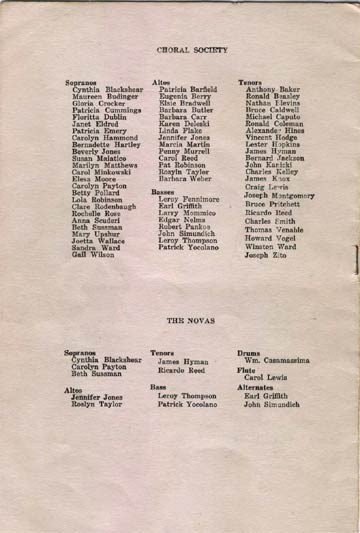 CHORAL SOCIETY
Sopranos
Cynthia Blackshear
Maureen Budinger
Gloria Crocker
Patricia Cummings
Floritta Dublin
Janet Eldred
Patricia Emery
Carolyn Hammond
Bernadette Hartley
Beverly Jones
Susan Maiatico
Marilyn Matthews
Carol Minkowski
Elesa Moore
Carolyn Payton
Betty Pollard
Lola Robinson
Clare Rodenbaugh
Rochelle Rose
Anna Scuderi
Beth Sussman
Mary Upshur
Joetta Wallace
Sandra Ward
Gail Wilson
Altos
Patricia Barfield
Eugenia Berry
Elsie Bradwell
Barbara Butler
Barbara Carr
Karen Deloski
Linda Flake
Jennifer Jones
Marcia Martin
Penny Murrell
Carol Reed
Pat Robinson
Roslyn Taylor
Barbara Weber
Basses
Leroy Fennimore
Earl Griffith
Larry Mommico
Edgar Nelms
Robert Pankos
John Simundich
Leroy Thompson
Patrick Yocolano
Tenors
Anthony Baker
Ronald Beasley
Nathan Blevins
Bruce Caldwell
Michael Caputo
Ronald Coleman
Alexander Hines
Vincent Hodge
Lester Hopkins
James Hyman
Bernard Jackson
John Karicki
Charles Kelley
James Knox
Craig Lewis
Joseph Montgomery
Bruce Pritchett
Ricardo Reed
Charles Smith
Thomas Venable
Howard Vogel
Winston Ward
Joseph Zito
THE NOVAS
Sopranos
Cynthia Blackshear
Carolyn Payton
Beth Sussman
Altos
Jennifer Jones
Roslyn Taylor
Tenors
James Hyman
Ricardo Reed
Bass
Leroy Thompson
Patrick Yocolano
Drums
Wm. Casamassima
Flute
Carol Lewis
Alternates
Earl Griffith
John Simundich